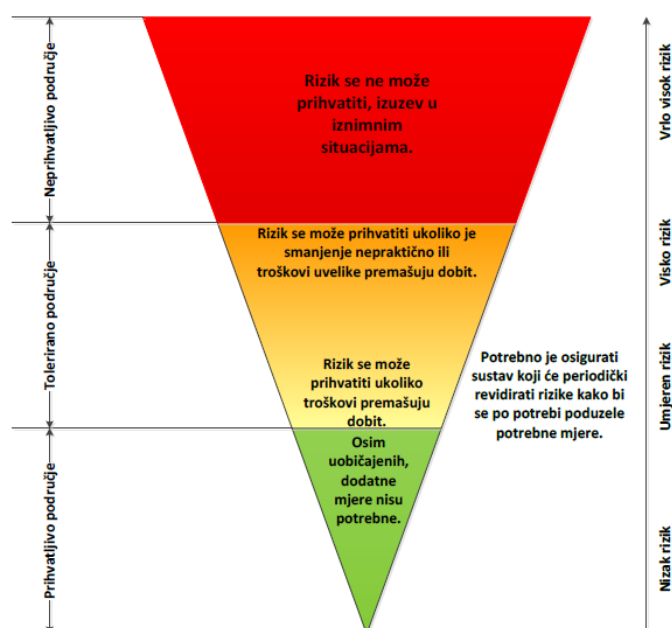 Neprihvatljivo područje
Tolerirano područje
Prihvatljivo područje
Rizik se ne može
prihvatiti, izuzev u
iznimnim
situacijama.
Rizik se može prihvatiti ukoliko je
smanjenje nepraktično ili
troškovi uvelike premašuju dobit.
Rizik se može
prihvatiti ukoliko
troškovi premašuju
dobit.
Osim
uobičajenih,
dodatne
mjere nisu
potrebne.
Potrebno je osigurati
sustav koji će periodički
revidirati rizike kako bi
se po potrebi poduzele
potrebne mjere.
Vrlo visok rizik
Visko rizik
Umjeren rizik
Nizak rizik